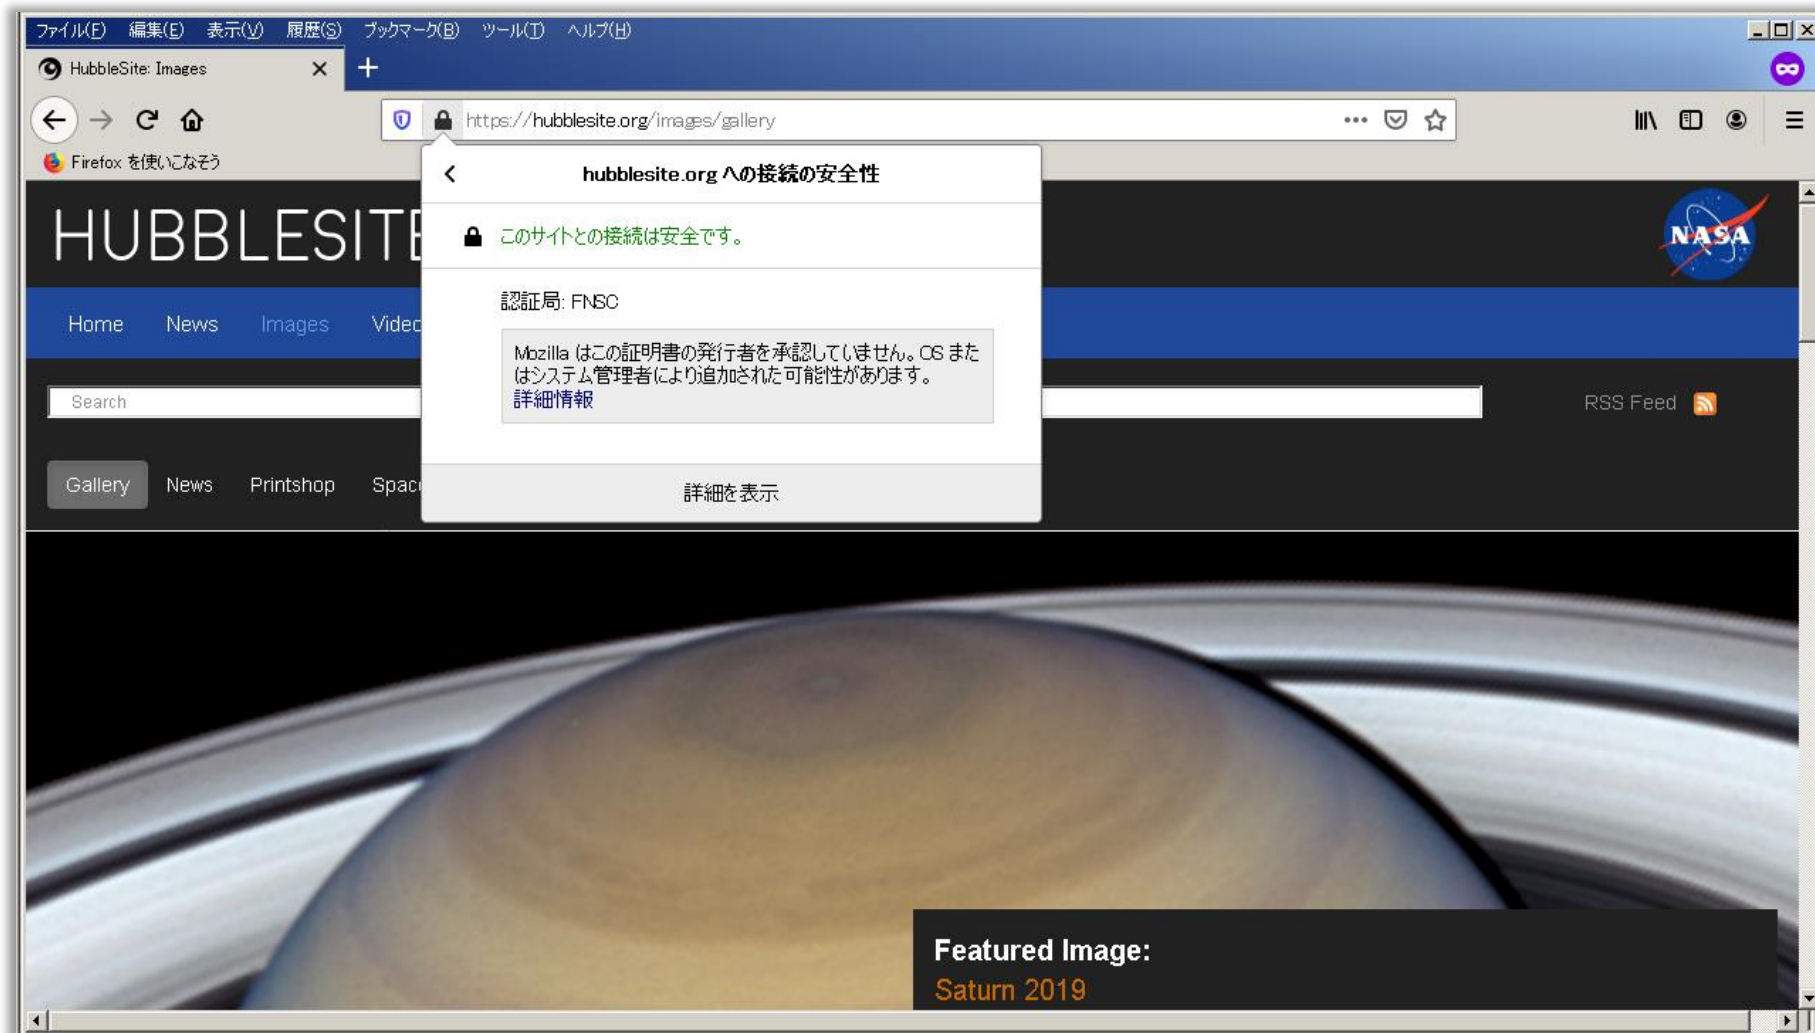 ファイル(F) 編集(E) 表示(V) 履歴(S) ブックマーク(B) ツール(T) ヘルプ(H)
HubbleSite: Images
https://hubblesite.org/images/gallery
Firefox を使いこなそう
hubblesite.org への接続の安全性
HUBBLESITE
NASA
このサイトとの接続は安全です。
認証局: FNSC
Home News Images Video
Mozilla はこの証明書の発行者を承認していません。OS また
はシステム管理者により追加された可能性があります。
詳細情報
Search
RSS Feed
Gallery News Printshop Spac
詳細を表示
Featured Image:
Saturn 2019